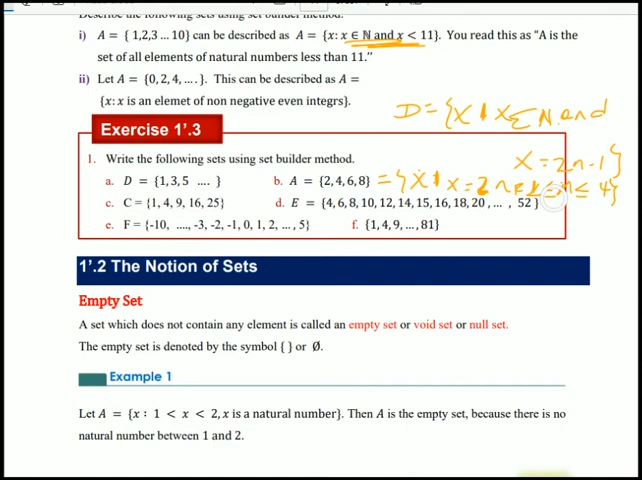 Describe the following sets using set builder method.
i) A = { 1,2,3 … 10} can be described as A = {x: x ∈ ℕ and x < 11}. You read this as "A is the
set of all elements of natural numbers less than 11."
ii) Let A = {0, 2, 4, … . }. This can be described as A =
{x: x is an elemet of non negative even integrs}.
D = {x | x ∈ N and
x = 2n-1}
Exercise 1'.3
1. Write the following sets using set builder method.
a. D = {1, 3, 5 …. } b. A = {2, 4, 6, 8} = {x | x = 2n 1 ≤ n ≤ 4}
c. C = {1, 4, 9, 16, 25} d. E = {4, 6, 8, 10, 12, 14, 15, 16, 18, 20 , … , 52 }
e. F = {-10, …., -3, -2, -1, 0, 1, 2, … , 5} f. {1, 4, 9, … , 81}
1'.2 The Notion of Sets
Empty Set
A set which does not contain any element is called an empty set or void set or null set.
The empty set is denoted by the symbol { } or Ø.
Example 1
Let A = {x : 1 < x < 2, x is a natural number}. Then A is the empty set, because there is no
natural number between 1 and 2.